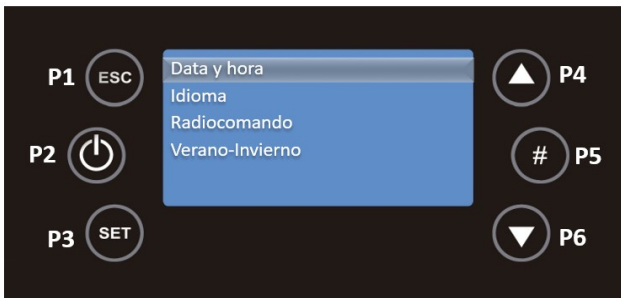 P1 ESC
Data y hora
Idioma
Radiocomando
Verano-Invierno
P4
P2
# P5
P3 SET
P6